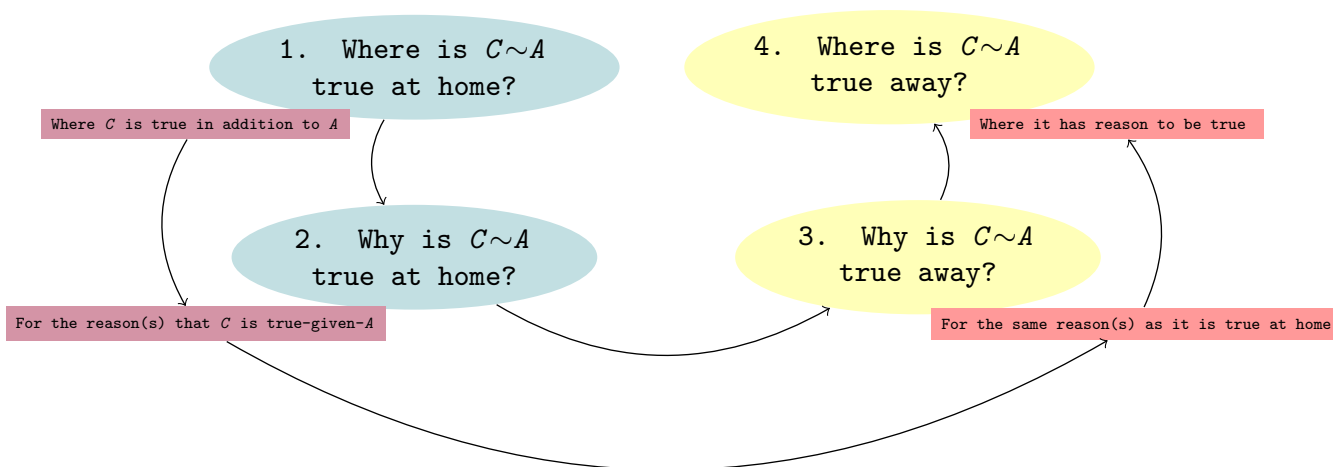 1. Where is C∼A
true at home?
Where C is true in addition to A
2. Why is C∼A
true at home?
For the reason(s) that C is true-given-A
3. Why is C∼A
true away?
For the same reason(s) as it is true at home
4. Where is C∼A
true away?
Where it has reason to be true